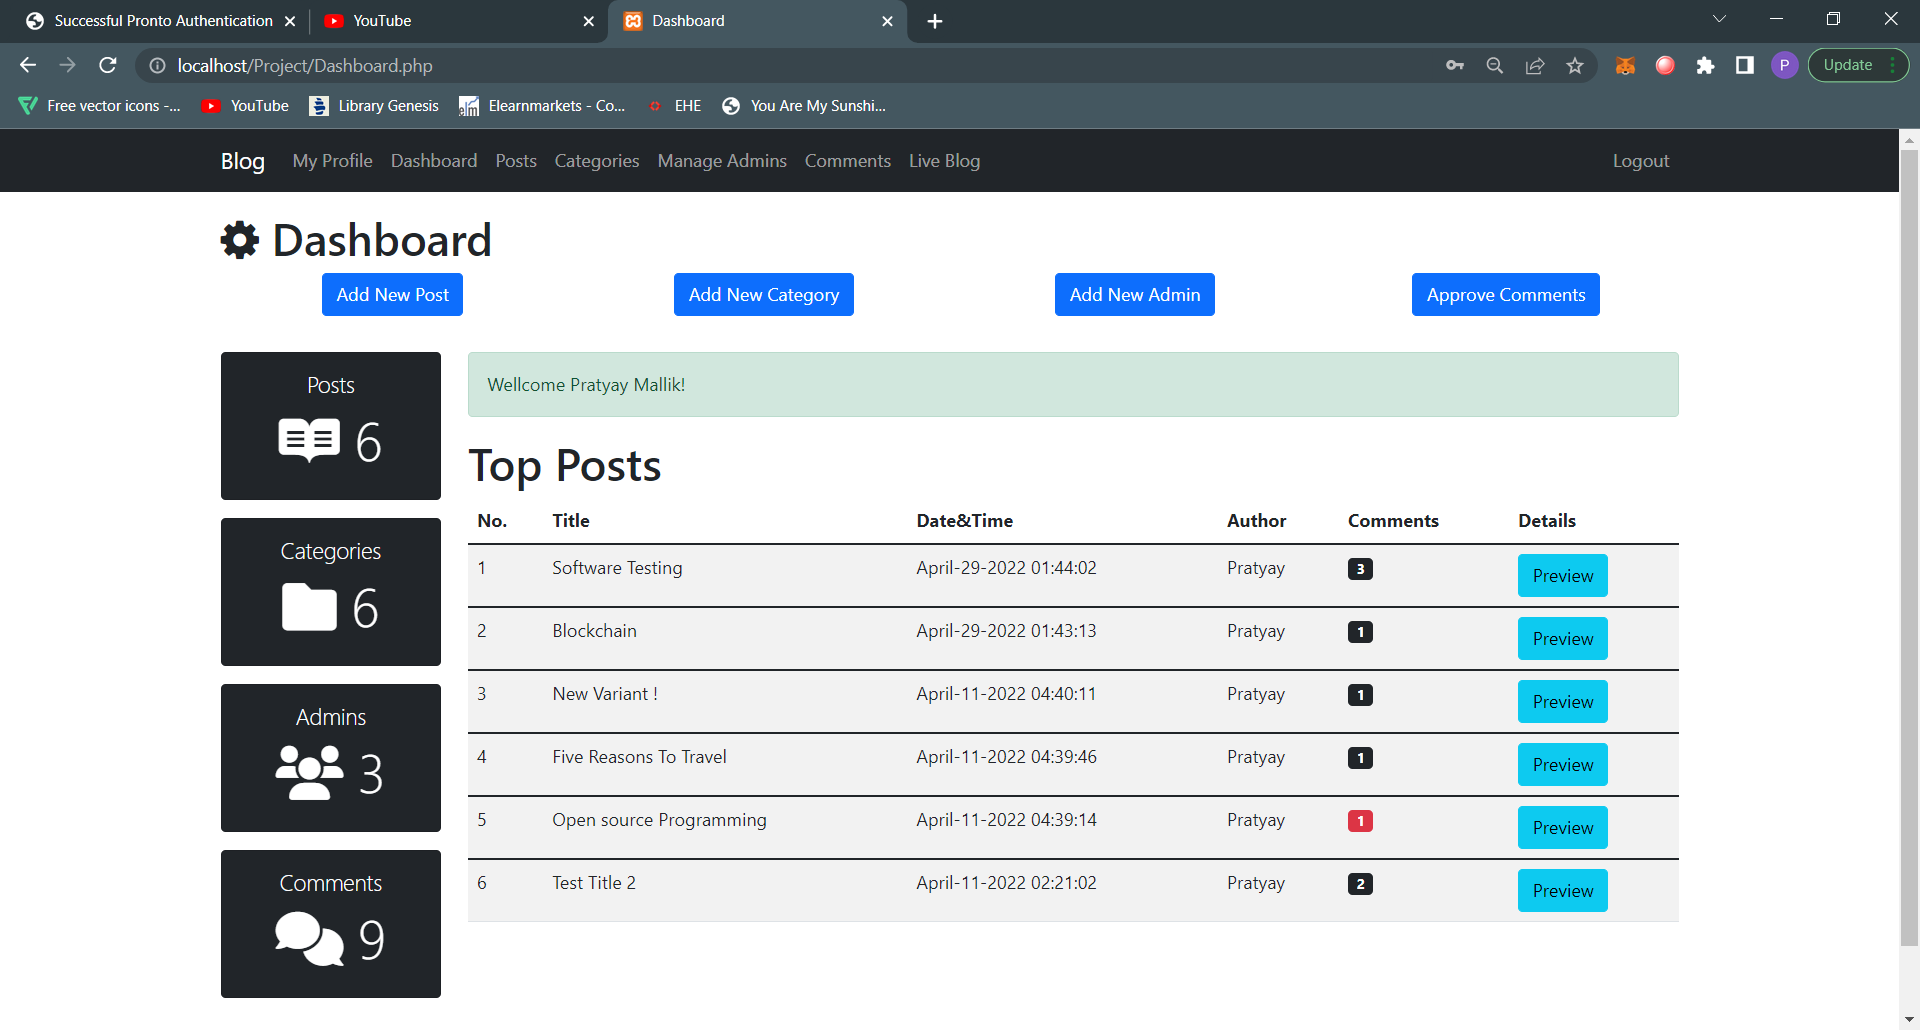 Successful Pronto Authentication
YouTube
Dashboard
localhost/Project/Dashboard.php
P
Update
Free vector icons -...
YouTube
Library Genesis
elm
Elearnmarkets - Co...
EHE
You Are My Sunshi...
Blog My Profile Dashboard Posts Categories Manage Admins Comments Live Blog Logout
Dashboard
Add New Post Add New Category Add New Admin Approve Comments
Posts
6
Categories
6
Admins
3
Comments
9
Wellcome Pratyay Mallik!
Top Posts
No. Title Date&Time Author Comments Details
1 Software Testing April-29-2022 01:44:02 Pratyay 3 Preview
2 Blockchain April-29-2022 01:43:13 Pratyay 1 Preview
3 New Variant ! April-11-2022 04:40:11 Pratyay 1 Preview
4 Five Reasons To Travel April-11-2022 04:39:46 Pratyay 1 Preview
5 Open source Programming April-11-2022 04:39:14 Pratyay 1 Preview
6 Test Title 2 April-11-2022 02:21:02 Pratyay 2 Preview